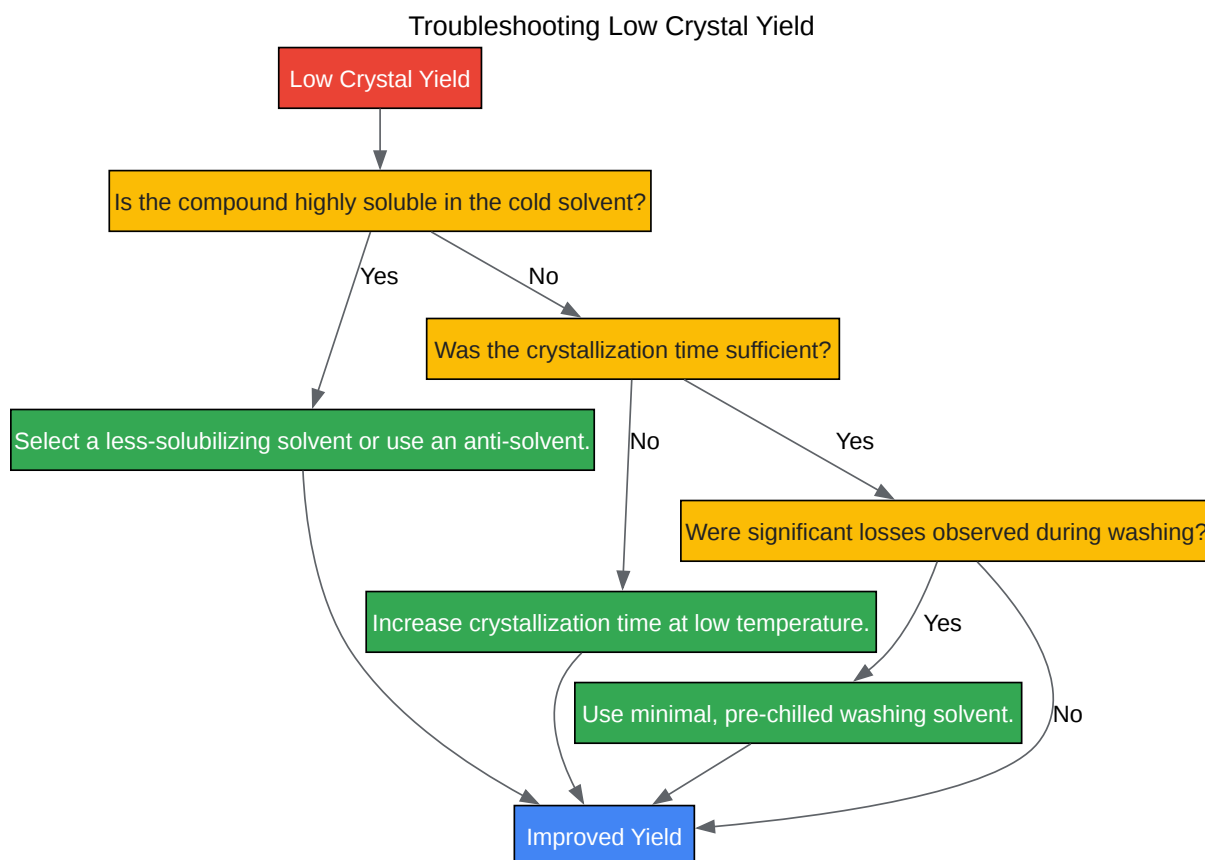 Troubleshooting Low Crystal Yield
Low Crystal Yield
Is the compound highly soluble in the cold solvent?
Yes
No
Was the crystallization time sufficient?
Select a less-solubilizing solvent or use an anti-solvent.
No
Yes
Were significant losses observed during washing?
Increase crystallization time at low temperature.
Yes
Use minimal, pre-chilled washing solvent.
No
Improved Yield